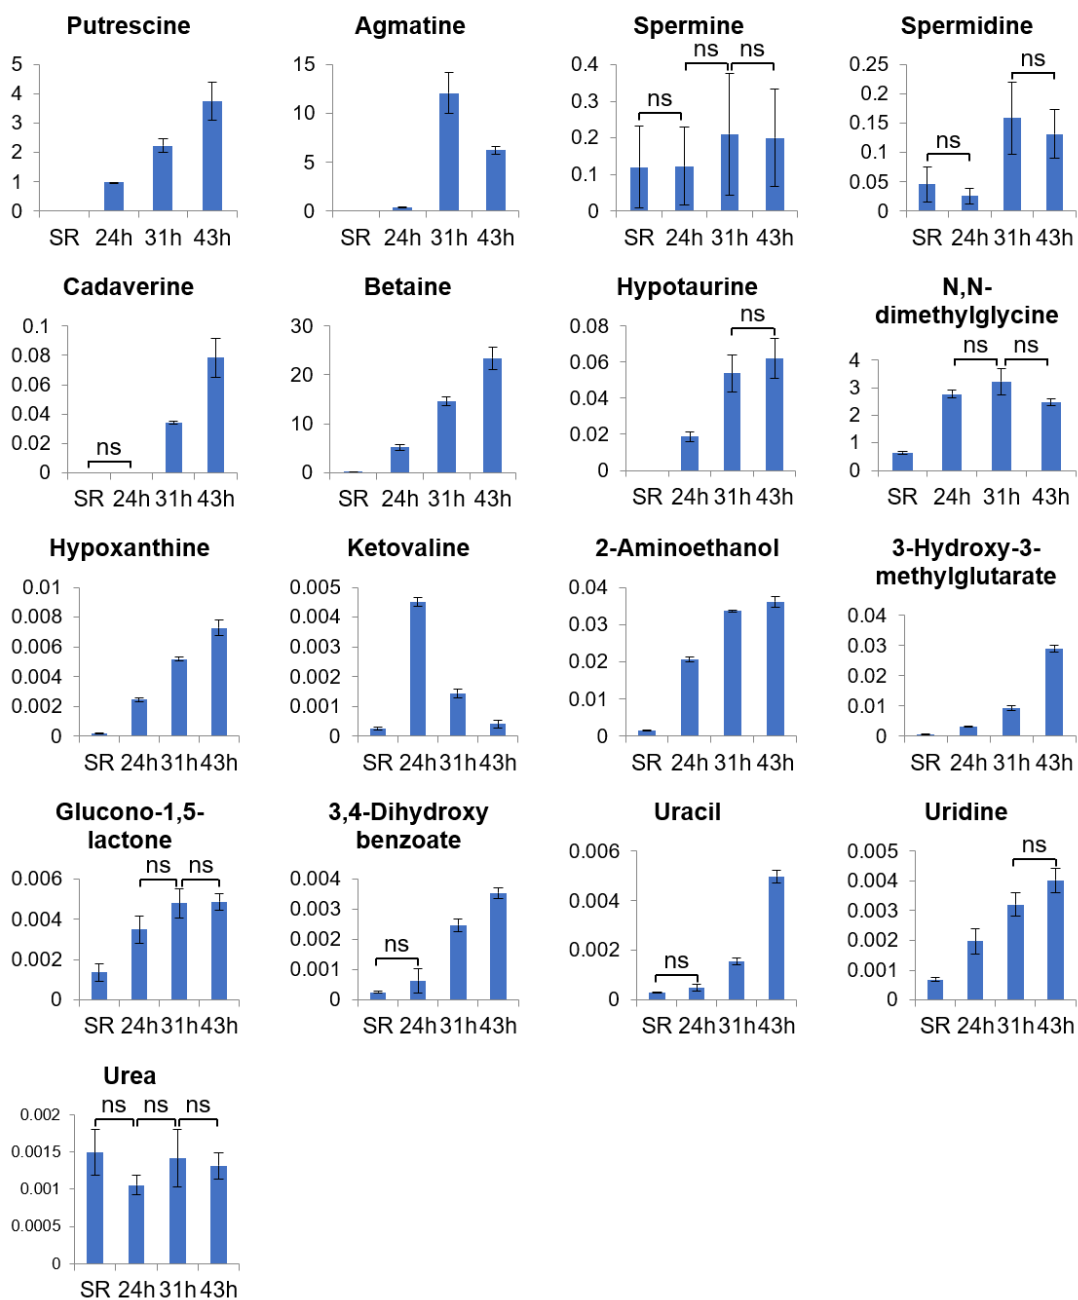 Putrescine
5
4
3
2
1
0
SR 24h 31h 43h
Agmatine
15
10
5
0
SR 24h 31h 43h
Spermine
0.4
0.3
0.2
0.1
0
ns
ns
ns
SR 24h 31h 43h
Spermidine
0.25
0.2
0.15
0.1
0.05
0
ns
ns
SR 24h 31h 43h
Cadaverine
0.1
0.08
0.06
0.04
0.02
0
ns
SR 24h 31h 43h
Betaine
30
20
10
0
SR 24h 31h 43h
Hypotaurine
0.08
0.06
0.04
0.02
0
ns
SR 24h 31h 43h
N,N-
dimethylglycine
4
3
2
1
0
ns
ns
SR 24h 31h 43h
Hypoxanthine
0.01
0.008
0.006
0.004
0.002
0
SR 24h 31h 43h
Ketovaline
0.005
0.004
0.003
0.002
0.001
0
SR 24h 31h 43h
2-Aminoethanol
0.04
0.03
0.02
0.01
0
SR 24h 31h 43h
3-Hydroxy-3-
methylglutarate
0.04
0.03
0.02
0.01
0
SR 24h 31h 43h
Glucono-1,5-
lactone
0.006
0.004
0.002
0
ns
ns
SR 24h 31h 43h
3,4-Dihydroxy
benzoate
0.004
0.003
0.002
0.001
0
ns
SR 24h 31h 43h
Uracil
0.006
0.004
0.002
0
ns
SR 24h 31h 43h
Uridine
0.005
0.004
0.003
0.002
0.001
0
ns
SR 24h 31h 43h
Urea
0.002
0.0015
0.001
0.0005
0
ns
ns
ns
SR 24h 31h 43h